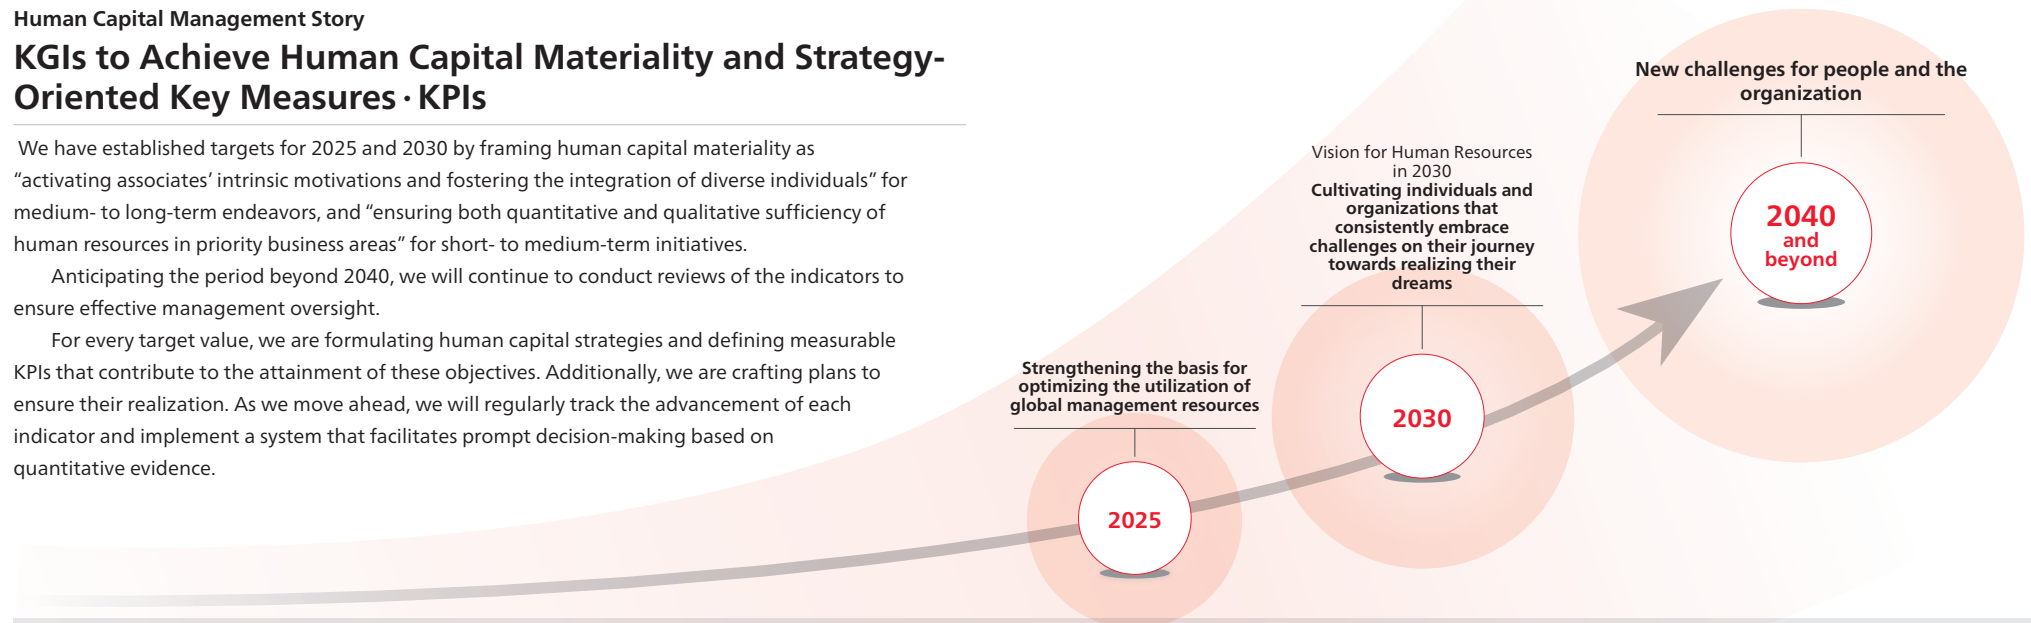 Human Capital Management Story
KGIs to Achieve Human Capital Materiality and Strategy-
Oriented Key Measures · KPIs
We have established targets for 2025 and 2030 by framing human capital materiality as
“activating associates’ intrinsic motivations and fostering the integration of diverse individuals” for
medium- to long-term endeavors, and “ensuring both quantitative and qualitative sufficiency of
human resources in priority business areas” for short- to medium-term initiatives.
Anticipating the period beyond 2040, we will continue to conduct reviews of the indicators to
ensure effective management oversight.
For every target value, we are formulating human capital strategies and defining measurable
KPIs that contribute to the attainment of these objectives. Additionally, we are crafting plans to
ensure their realization. As we move ahead, we will regularly track the advancement of each
indicator and implement a system that facilitates prompt decision-making based on
quantitative evidence.
Strengthening the basis for
optimizing the utilization of
global management resources
2025
Vision for Human Resources
in 2030
Cultivating individuals and
organizations that
consistently embrace
challenges on their journey
towards realizing their
dreams
2030
New challenges for people and the
organization
2040
and
beyond